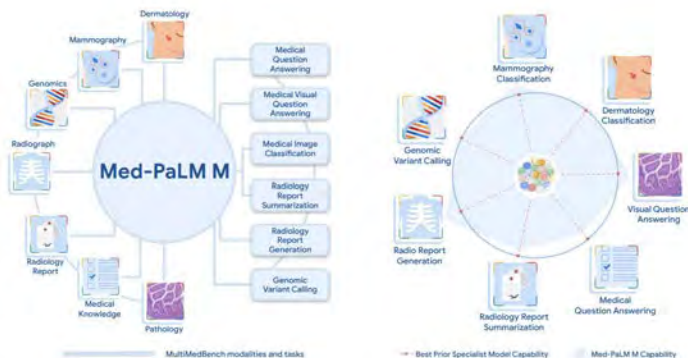 Dermatology
Mammography
Genomics
Radiograph
Radiology
Report
Medical
Knowledge
Pathology
Med-PaLM M
Medical
Question
Answering
Medical Visual
Question
Answering
Medical Image
Classification
Radiology
Report
Summarization
Radiology
Report
Generation
Genomic
Variant Calling
MultiMedBench modalities and tasks
Mammography
Classification
Dermatology
Classification
Genomic
Variant Calling
Visual Question
Answering
Radio Report
Generation
Medical
Question Answering
Radiology Report
Summarization
Best Prior Specialist Model Capability
Med-PaLM M Capability